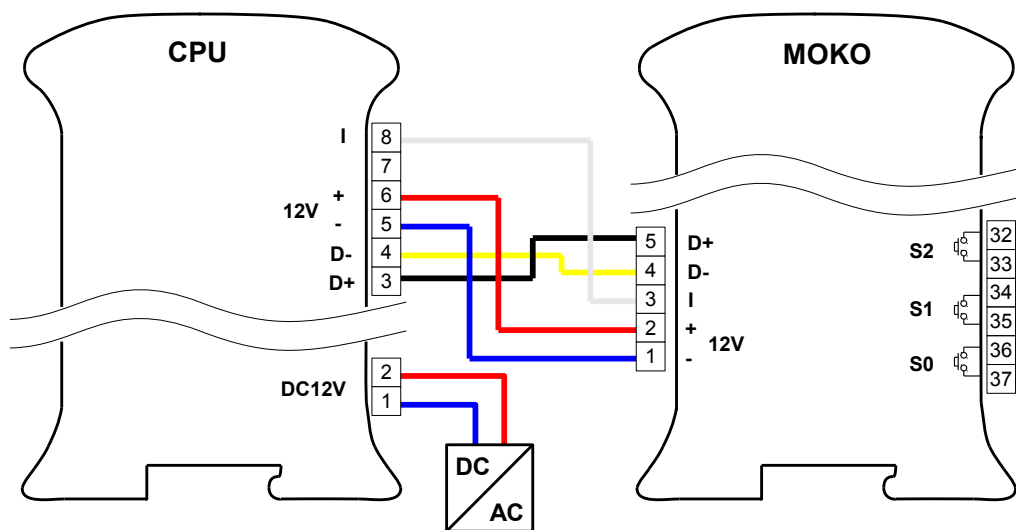 CPU
I 8
7
+ 6
12V
- 5
D- 4
D+ 3
2
DC12V
1
DC
AC
MOKO
5 D+
4 D-
3 I
2 +
12V
1 -
32
S2
33
34
S1
35
36
S0
37